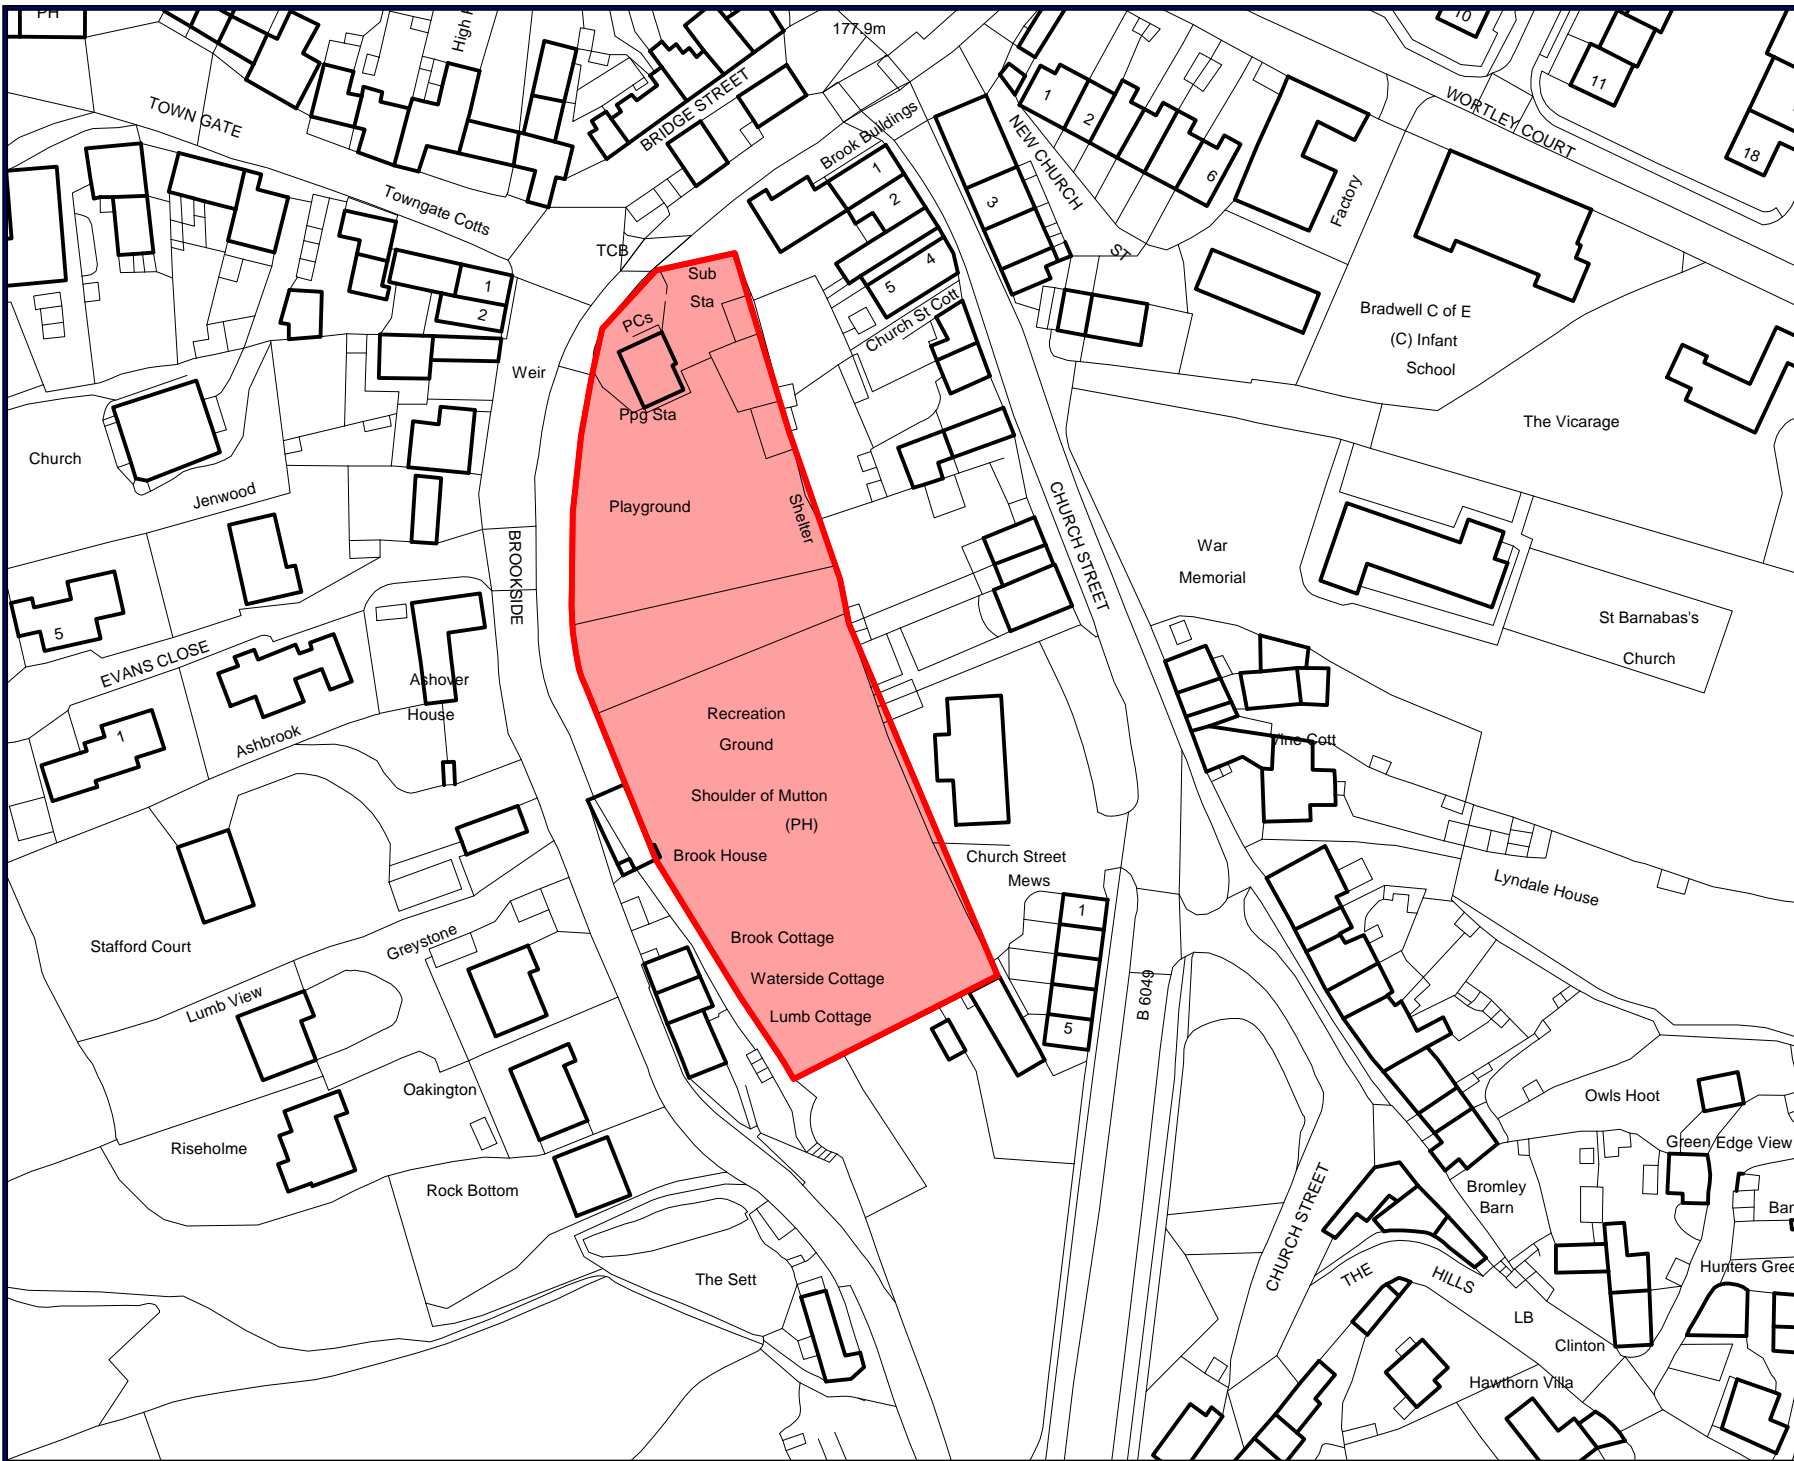 PH
177.9m
10
11
18
TOWN GATE
BRIDGE STREET
Brook Buildings
1
2
NEW CHURCH
ST
1
2
6
3
Factory
WORTLEY COURT
Towngate Cotts
TCB
1
2
4
5
Church St Cott
Sub
Sta
PCs
Ppg Sta
Weir
Bradwell C of E
(C) Infant
School
The Vicarage
Church
Jenwood
Playground
Shelter
BROOKSIDE
CHURCH STREET
War
Memorial
St Barnabas's
Church
5
EVANS CLOSE
Ashover
House
Ashbrook
1
Recreation
Ground
Shoulder of Mutton
(PH)
Brook House
Church Street
Mews
1
5
Lyndale House
Stafford Court
Greystone
Brook Cottage
Waterside Cottage
Lumb Cottage
B 6049
Lumb View
Oakington
Riseholme
Rock Bottom
The Sett
Owls Hoot
Green Edge View
Bromley
Barn
CHURCH STREET
THE HILLS
LB
Clinton
Hawthorn Villa